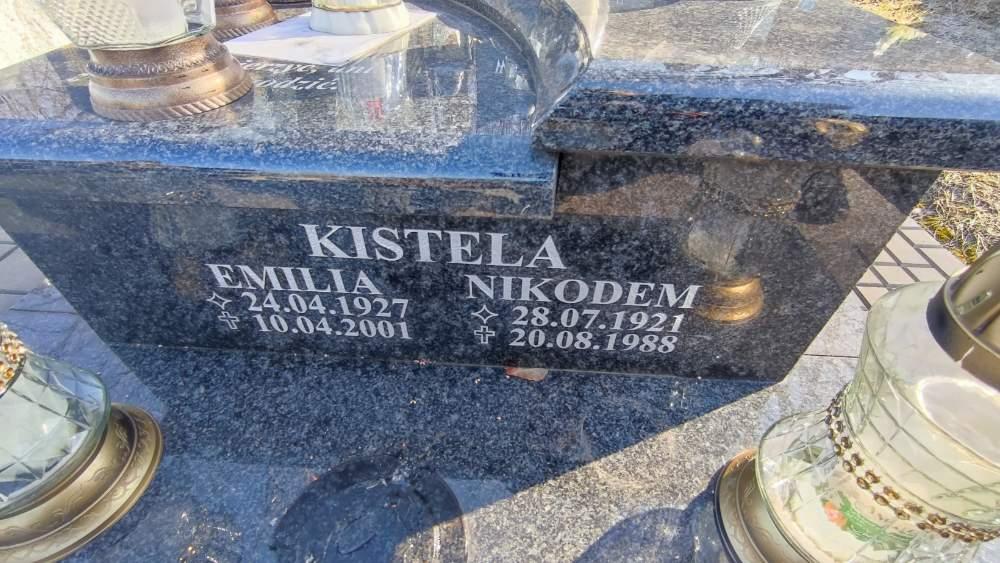 KISTELA
EMILIA NIKODEM
24.04.1927 28.07.1921
10.04.2001 20.08.1988